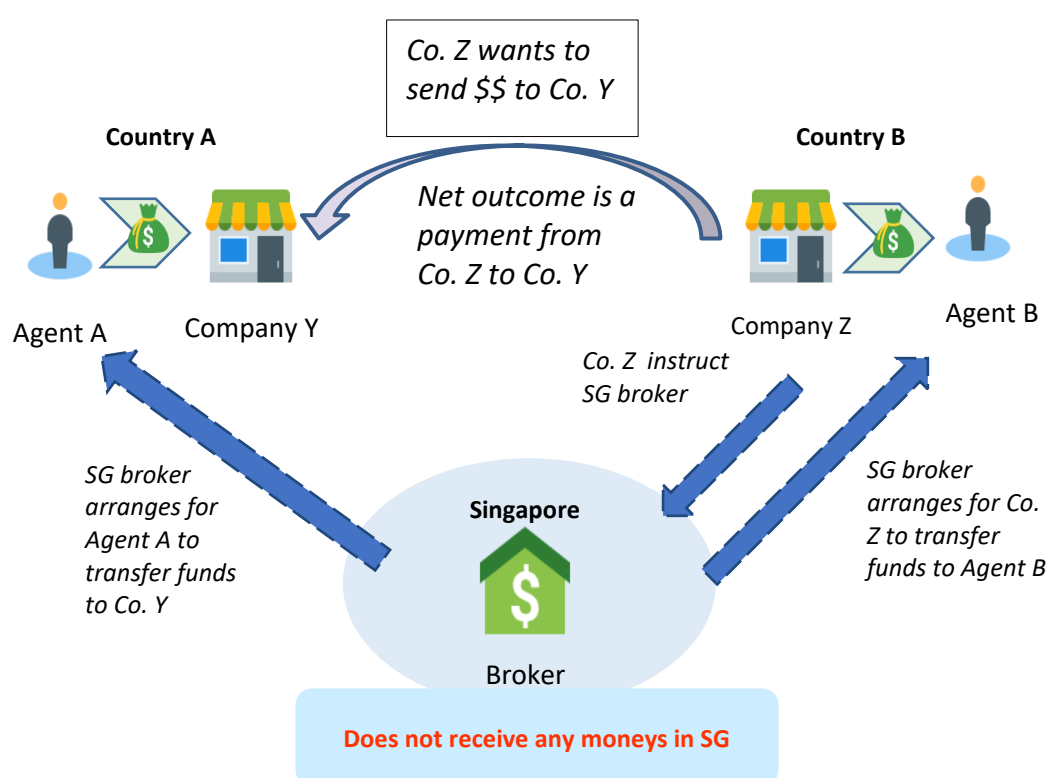 Co. Z wants to
send $$ to Co. Y
Country A
Country B
Net outcome is a
payment from
Co. Z to Co. Y
$
$
Agent A
Company Y
Company Z
Agent B
Co. Z  instruct
SG broker
SG broker
arranges for
Agent A to
transfer funds
to Co. Y
SG broker
arranges for Co.
Z to transfer
funds to Agent B
Singapore
$
Broker
Does not receive any moneys in SG